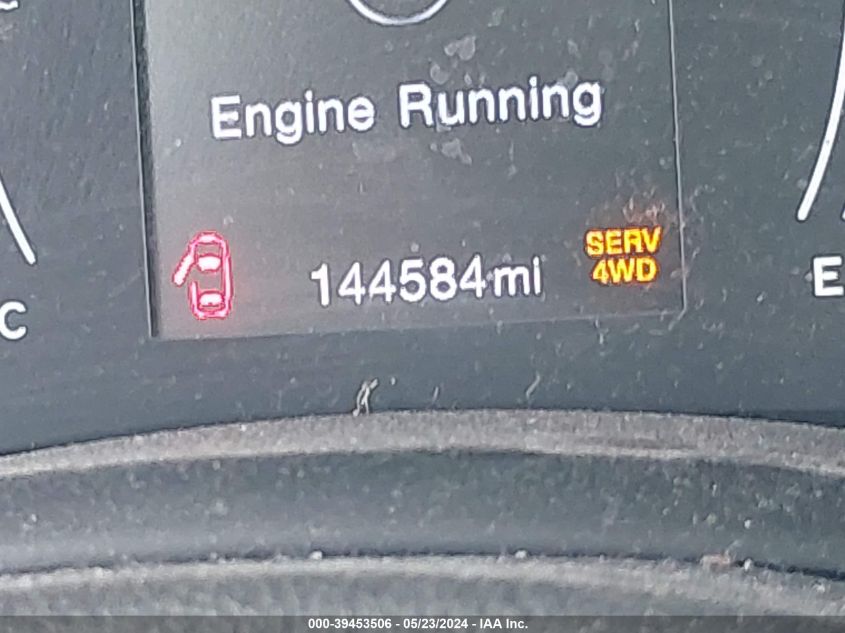 Engine Running
SERV
144584mi
4WD
C
E
000-39453506 - 05/23/2024 - IAA Inc.